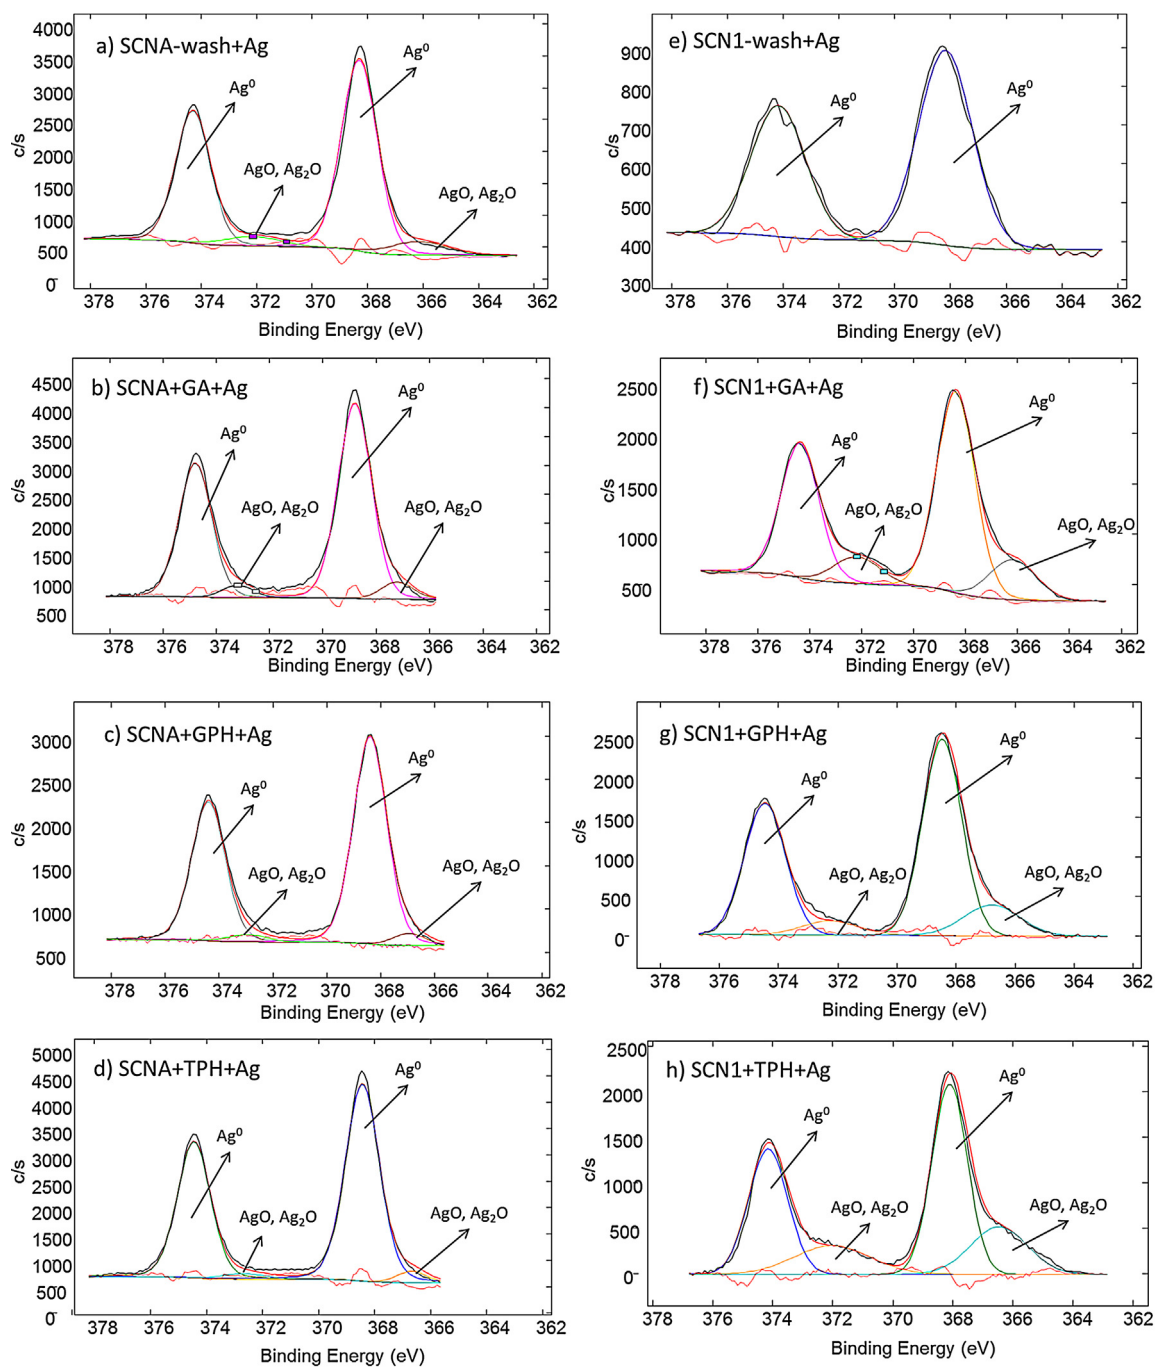 a) SCNA-wash+Ag
4000
3500
3000
2500
2000
1500
1000
500
0
c/s
Ag⁰
Ag⁰
AgO, Ag₂O
AgO, Ag₂O
378 376 374 372 370 368 366 364 362
Binding Energy (eV)
e) SCN1-wash+Ag
900
800
700
600
500
400
300
c/s
Ag⁰
Ag⁰
378 376 374 372 370 368 366 364 362
Binding Energy (eV)
b) SCNA+GA+Ag
4500
4000
3500
3000
2500
2000
1500
1000
500
c/s
Ag⁰
Ag⁰
AgO, Ag₂O
AgO, Ag₂O
378 376 374 372 370 368 366 364 362
Binding Energy (eV)
f) SCN1+GA+Ag
2500
2000
1500
1000
500
c/s
Ag⁰
Ag⁰
AgO, Ag₂O
AgO, Ag₂O
378 376 374 372 370 368 366 364 362
Binding Energy (eV)
c) SCNA+GPH+Ag
3000
2500
2000
1500
1000
500
c/s
Ag⁰
Ag⁰
AgO, Ag₂O
AgO, Ag₂O
378 376 374 372 370 368 366 364 362
Binding Energy (eV)
g) SCN1+GPH+Ag
2500
2000
1500
1000
500
0
c/s
Ag⁰
Ag⁰
AgO, Ag₂O
AgO, Ag₂O
378 376 374 372 370 368 366 364 362
Binding Energy (eV)
d) SCNA+TPH+Ag
5000
4500
4000
3500
3000
2500
2000
1500
1000
500
0
c/s
Ag⁰
Ag⁰
AgO, Ag₂O
AgO, Ag₂O
378 376 374 372 370 368 366 364 362
Binding Energy (eV)
h) SCN1+TPH+Ag
2500
2000
1500
1000
500
0
c/s
Ag⁰
Ag⁰
AgO, Ag₂O
AgO, Ag₂O
378 376 374 372 370 368 366 364 362
Binding Energy (eV)